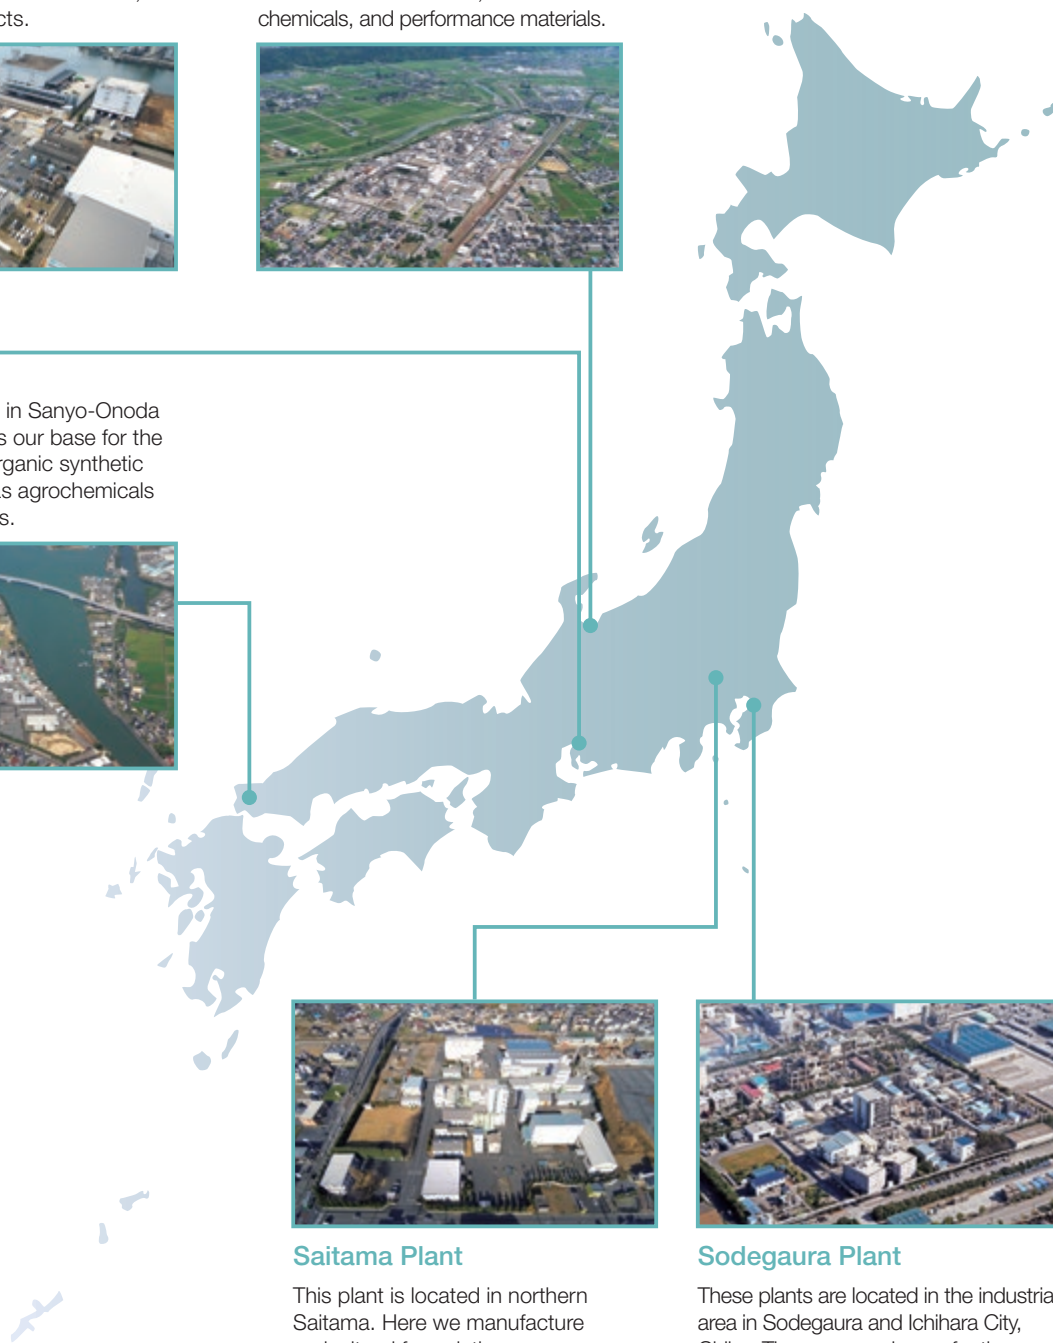 cts.
chemicals, and performance materials.
in Sanyo-Onoda
s our base for the
rganic synthetic
as agrochemicals
s.
Saitama Plant
This plant is located in northern
Saitama. Here we manufacture
Sodegaura Plant
These plants are located in the industria
area in Sodegaura and Ichihara City,